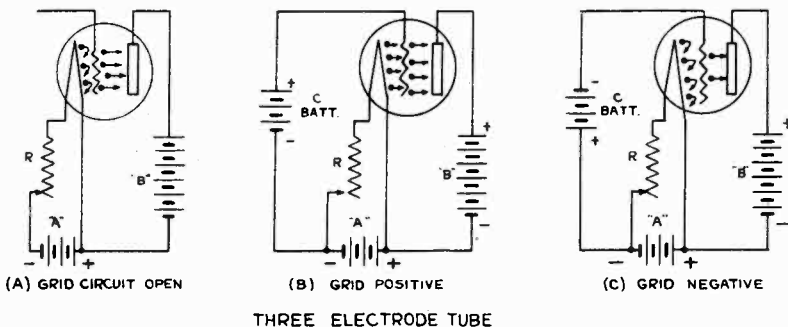 R
"B"
"A"
- +
(A) GRID CIRCUIT OPEN
+
C
BATT.
-
R
+
"B"
-
"A"
- +
(B) GRID POSITIVE
-
C
BATT.
+
R
+
"B"
-
"A"
- +
(C) GRID NEGATIVE
THREE ELECTRODE TUBE